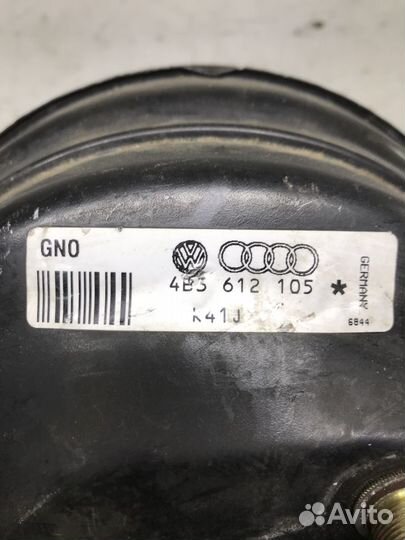 GNO
4B3 612 105 *
K41J
GERMANY
6844
Avito